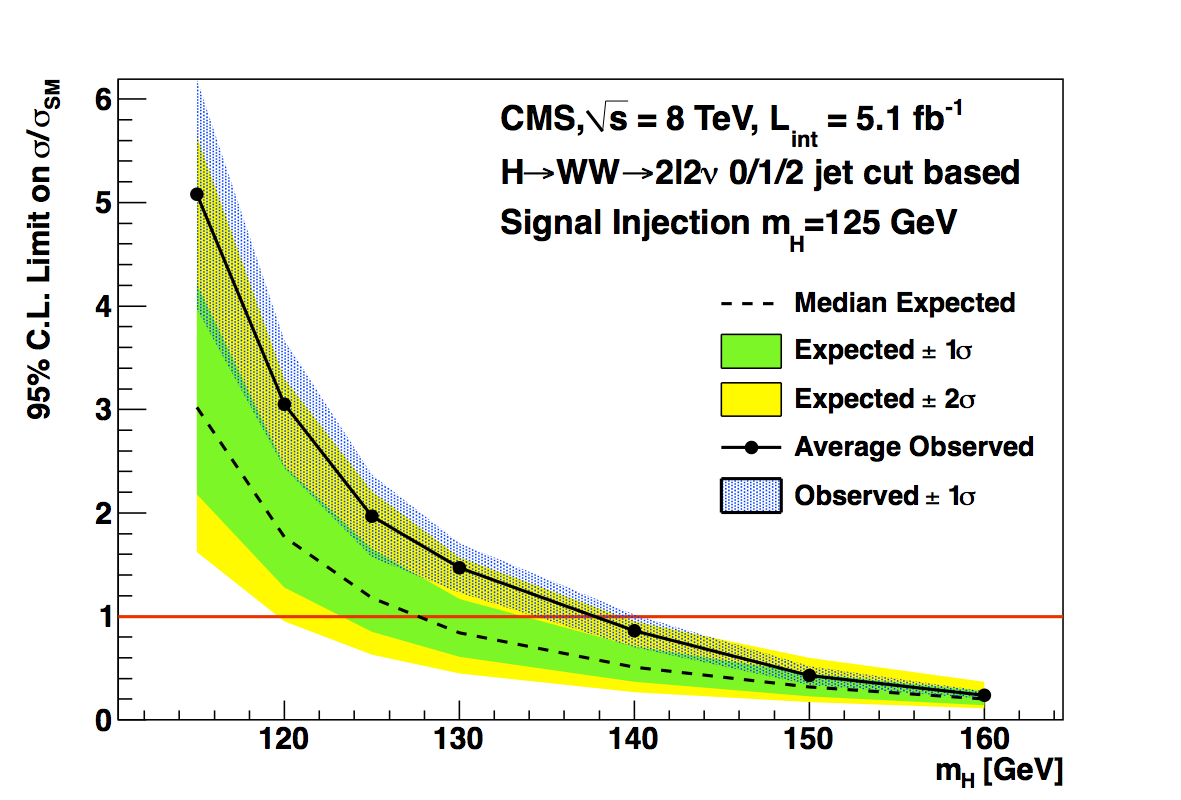 CMS, √s = 8 TeV, L_int = 5.1 fb⁻¹
H→WW→2l2ν 0/1/2 jet cut based
Signal Injection m_H=125 GeV
Median Expected
Expected ± 1σ
Expected ± 2σ
Average Observed
Observed ± 1σ
95% C.L. Limit on σ/σ_SM
6
5
4
3
2
1
0
120 130 140 150 160
m_H [GeV]